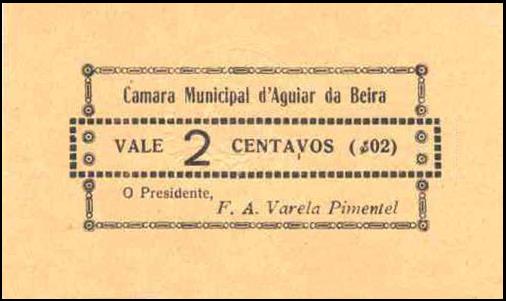 Camara Municipal d'Aguiar da Beira
VALE 2 CENTAVOS ($02)
O Presidente,
F. A. Varela Pimentel